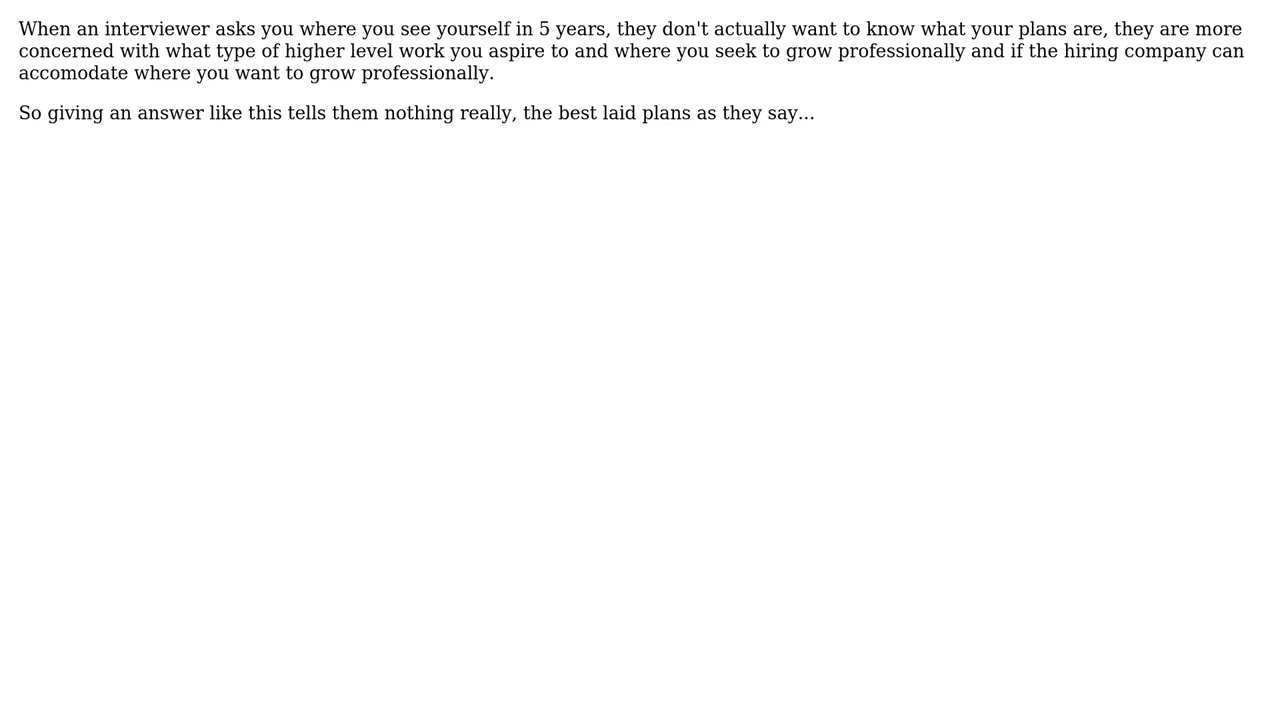 When an interviewer asks you where you see yourself in 5 years, they don't actually want to know what your plans are, they are more
concerned with what type of higher level work you aspire to and where you seek to grow professionally and if the hiring company can
accomodate where you want to grow professionally.
So giving an answer like this tells them nothing really, the best laid plans as they say...